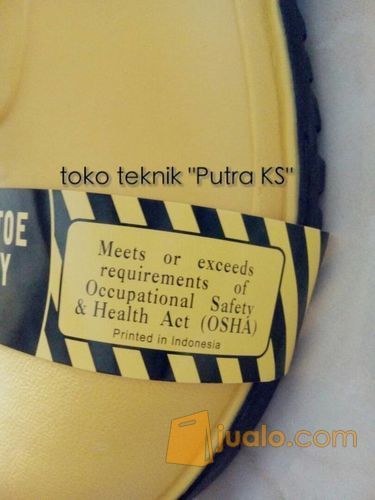 toko teknik "Putra KS"
TOE
Y
Meets or exceeds
requirements of
Occupational Safety
& Health Act (OSHA)
Printed in Indonesia
jualo.com